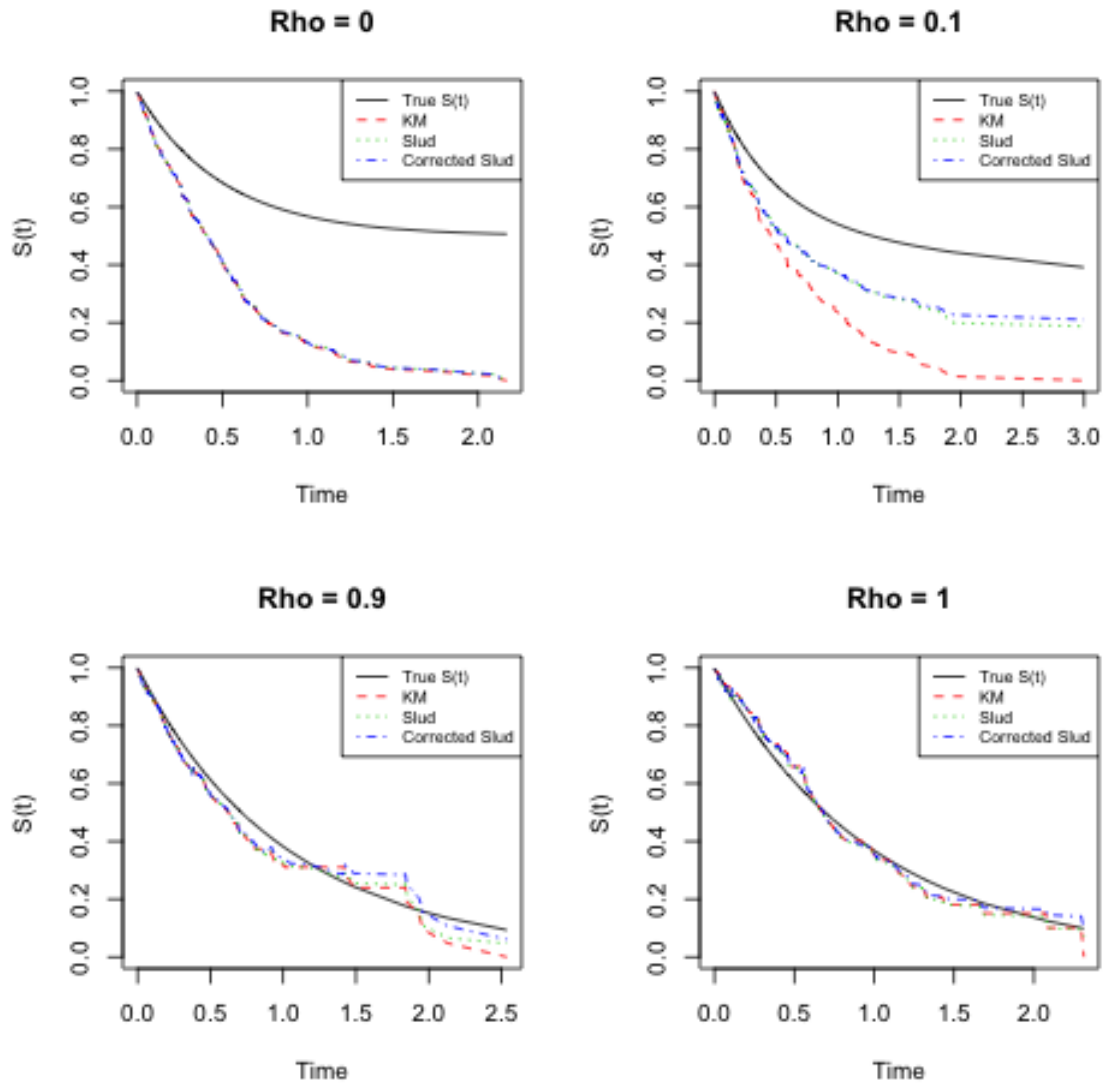 Rho = 0
S(t)
0.0 0.2 0.4 0.6 0.8 1.0
True S(t)
KM
Slud
Corrected Slud
0.0 0.5 1.0 1.5 2.0
Time
Rho = 0.1
S(t)
0.0 0.2 0.4 0.6 0.8 1.0
True S(t)
KM
Slud
Corrected Slud
0.0 0.5 1.0 1.5 2.0 2.5 3.0
Time
Rho = 0.9
S(t)
0.0 0.2 0.4 0.6 0.8 1.0
True S(t)
KM
Slud
Corrected Slud
0.0 0.5 1.0 1.5 2.0 2.5
Time
Rho = 1
S(t)
0.0 0.2 0.4 0.6 0.8 1.0
True S(t)
KM
Slud
Corrected Slud
0.0 0.5 1.0 1.5 2.0
Time